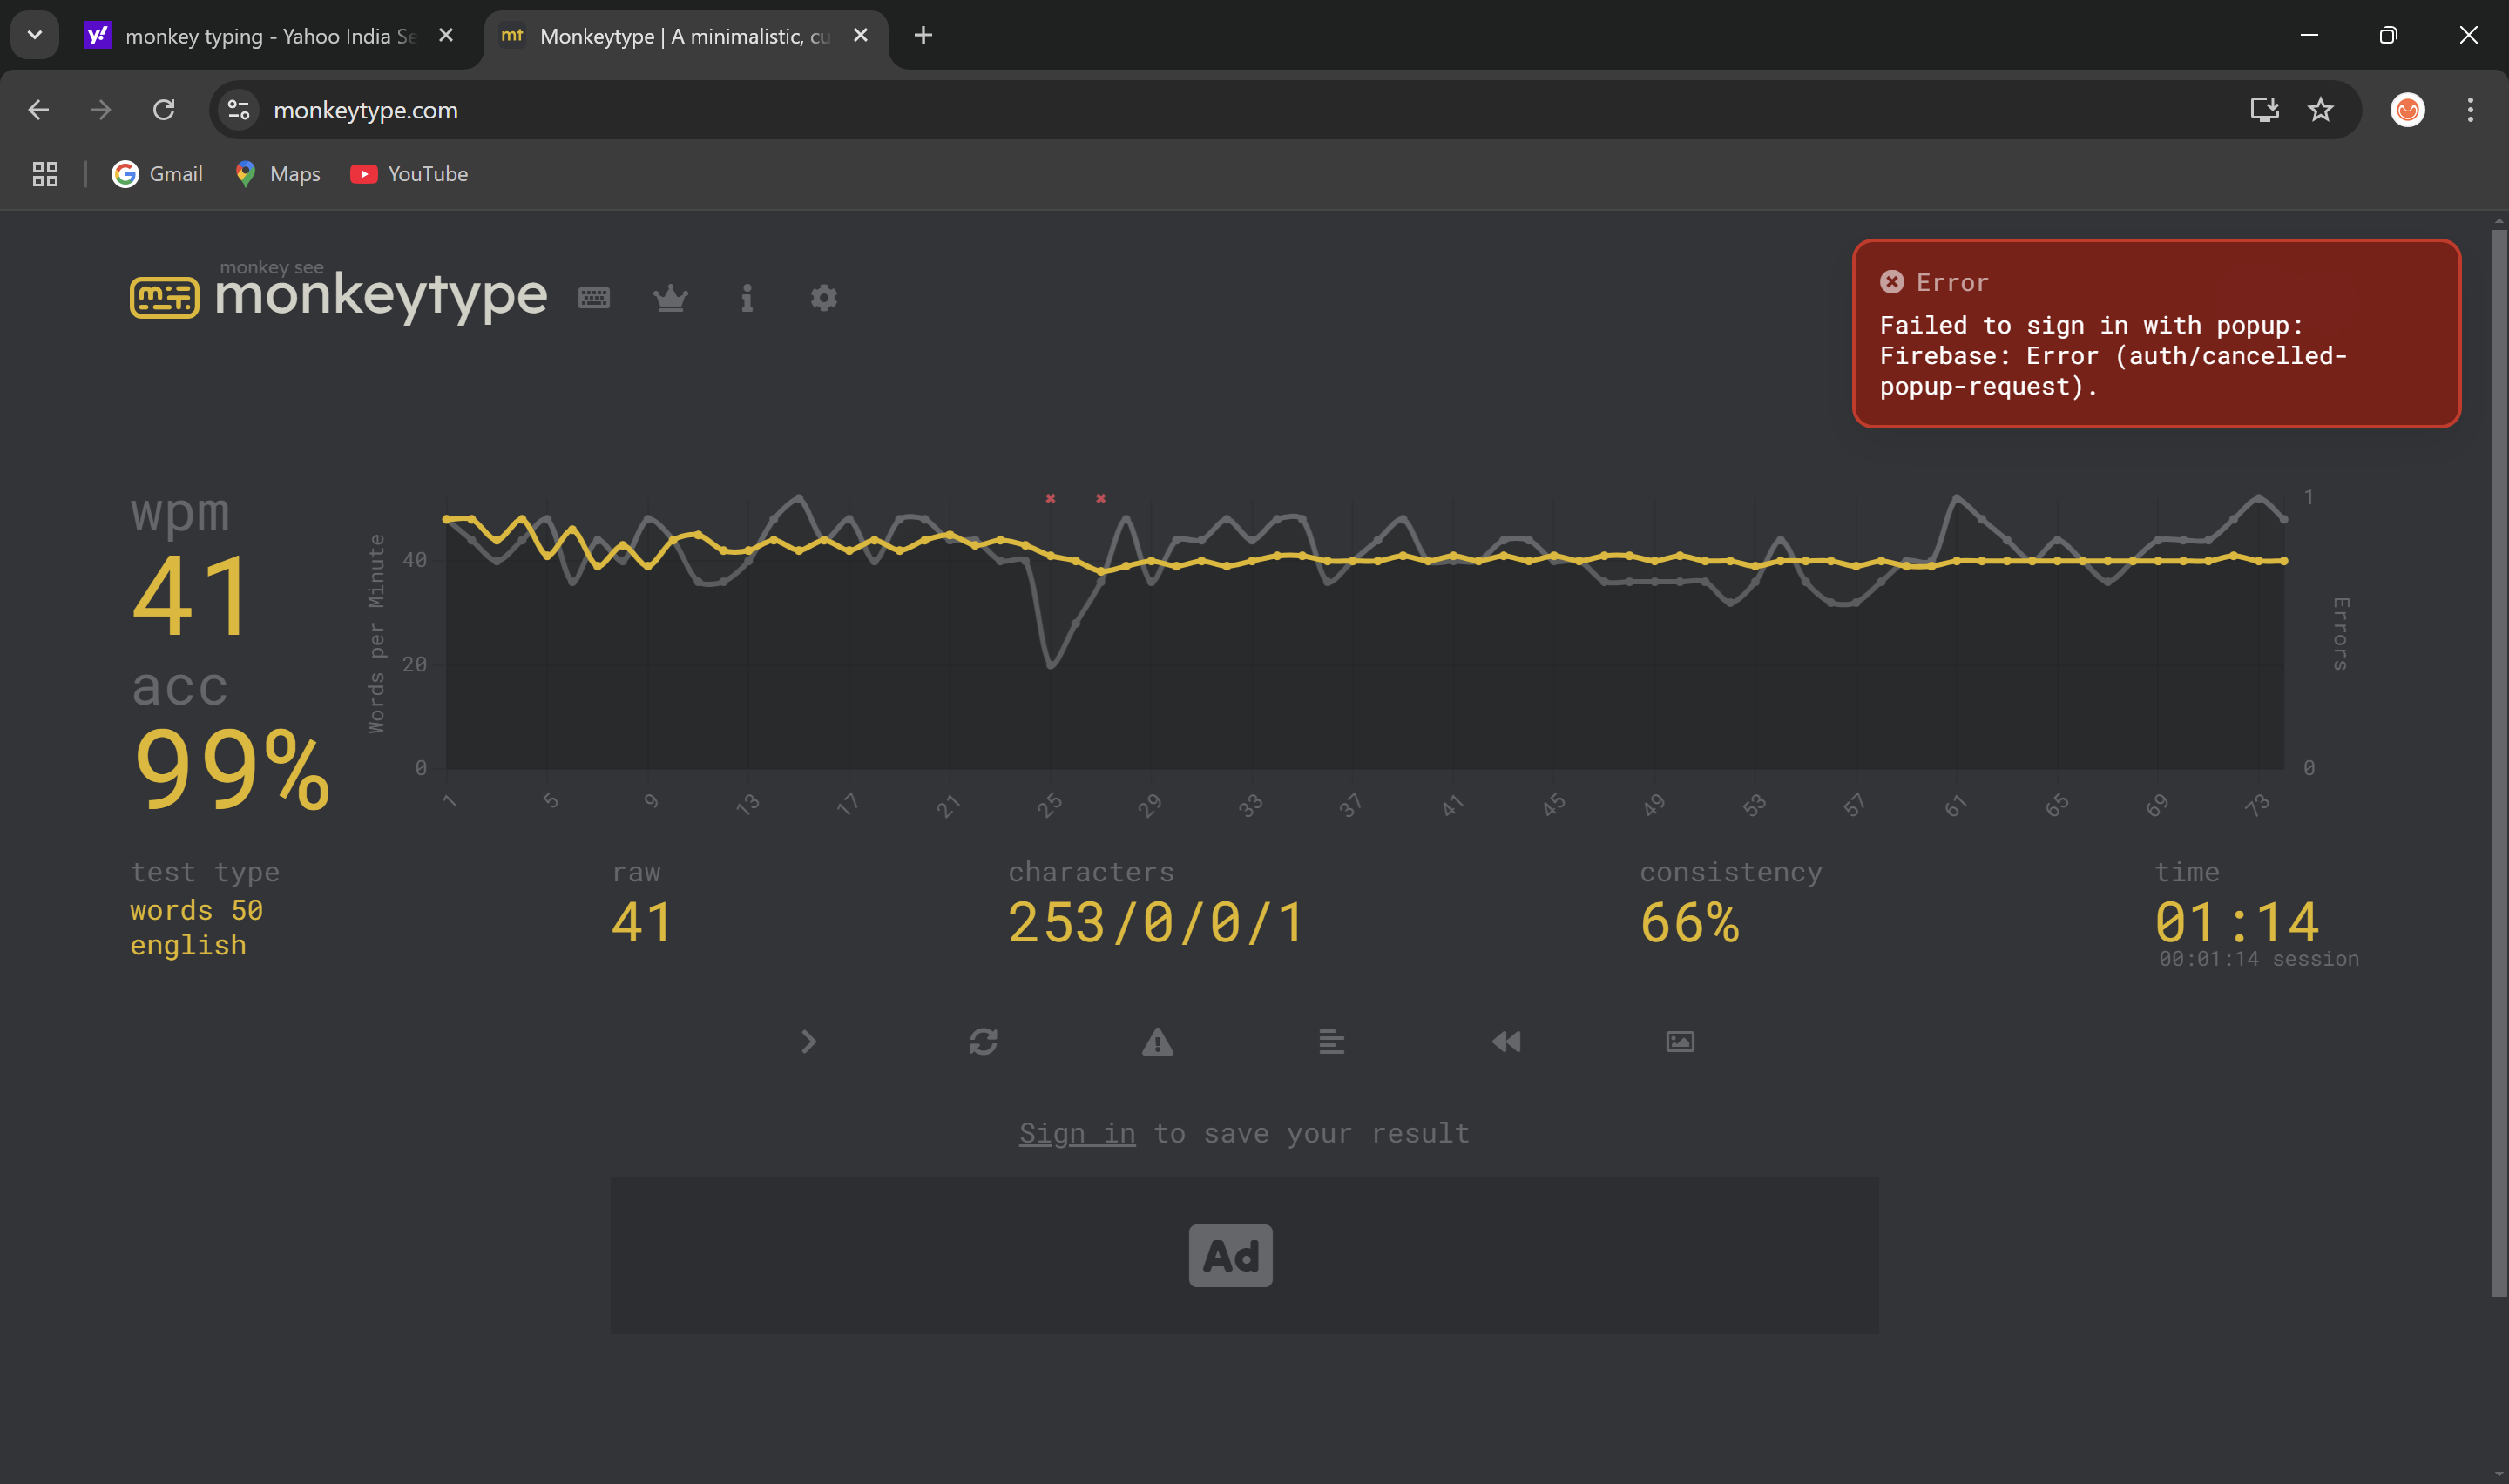 monkey typing - Yahoo India Se
mt Monkeytype | A minimalistic, cu
monkeytype.com
Gmail Maps YouTube
monkey see
monkeytype
Error
Failed to sign in with popup:
Firebase: Error (auth/cancelled-
popup-request).
wpm
41
acc
99%
Words per Minute
40
20
0
1
0
Errors
1 5 9 13 17 21 25 29 33 37 41 45 49 53 57 61 65 69 73
test type
words 50
english
raw
41
characters
253/0/0/1
consistency
66%
time
01:14
00:01:14 session
Sign in to save your result
Ad